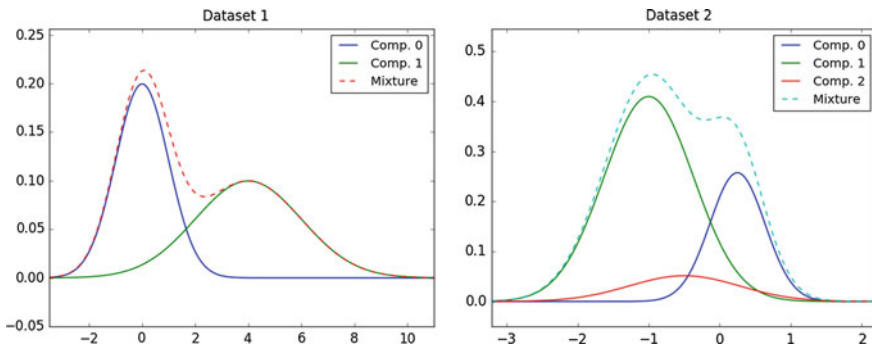 Dataset 1
0.25
0.20
0.15
0.10
0.05
0.00
−0.05
−2
0
2
4
6
8
10
Comp. 0
Comp. 1
Mixture
Dataset 2
0.5
0.4
0.3
0.2
0.1
0.0
−3
−2
−1
0
1
2
Comp. 0
Comp. 1
Comp. 2
Mixture